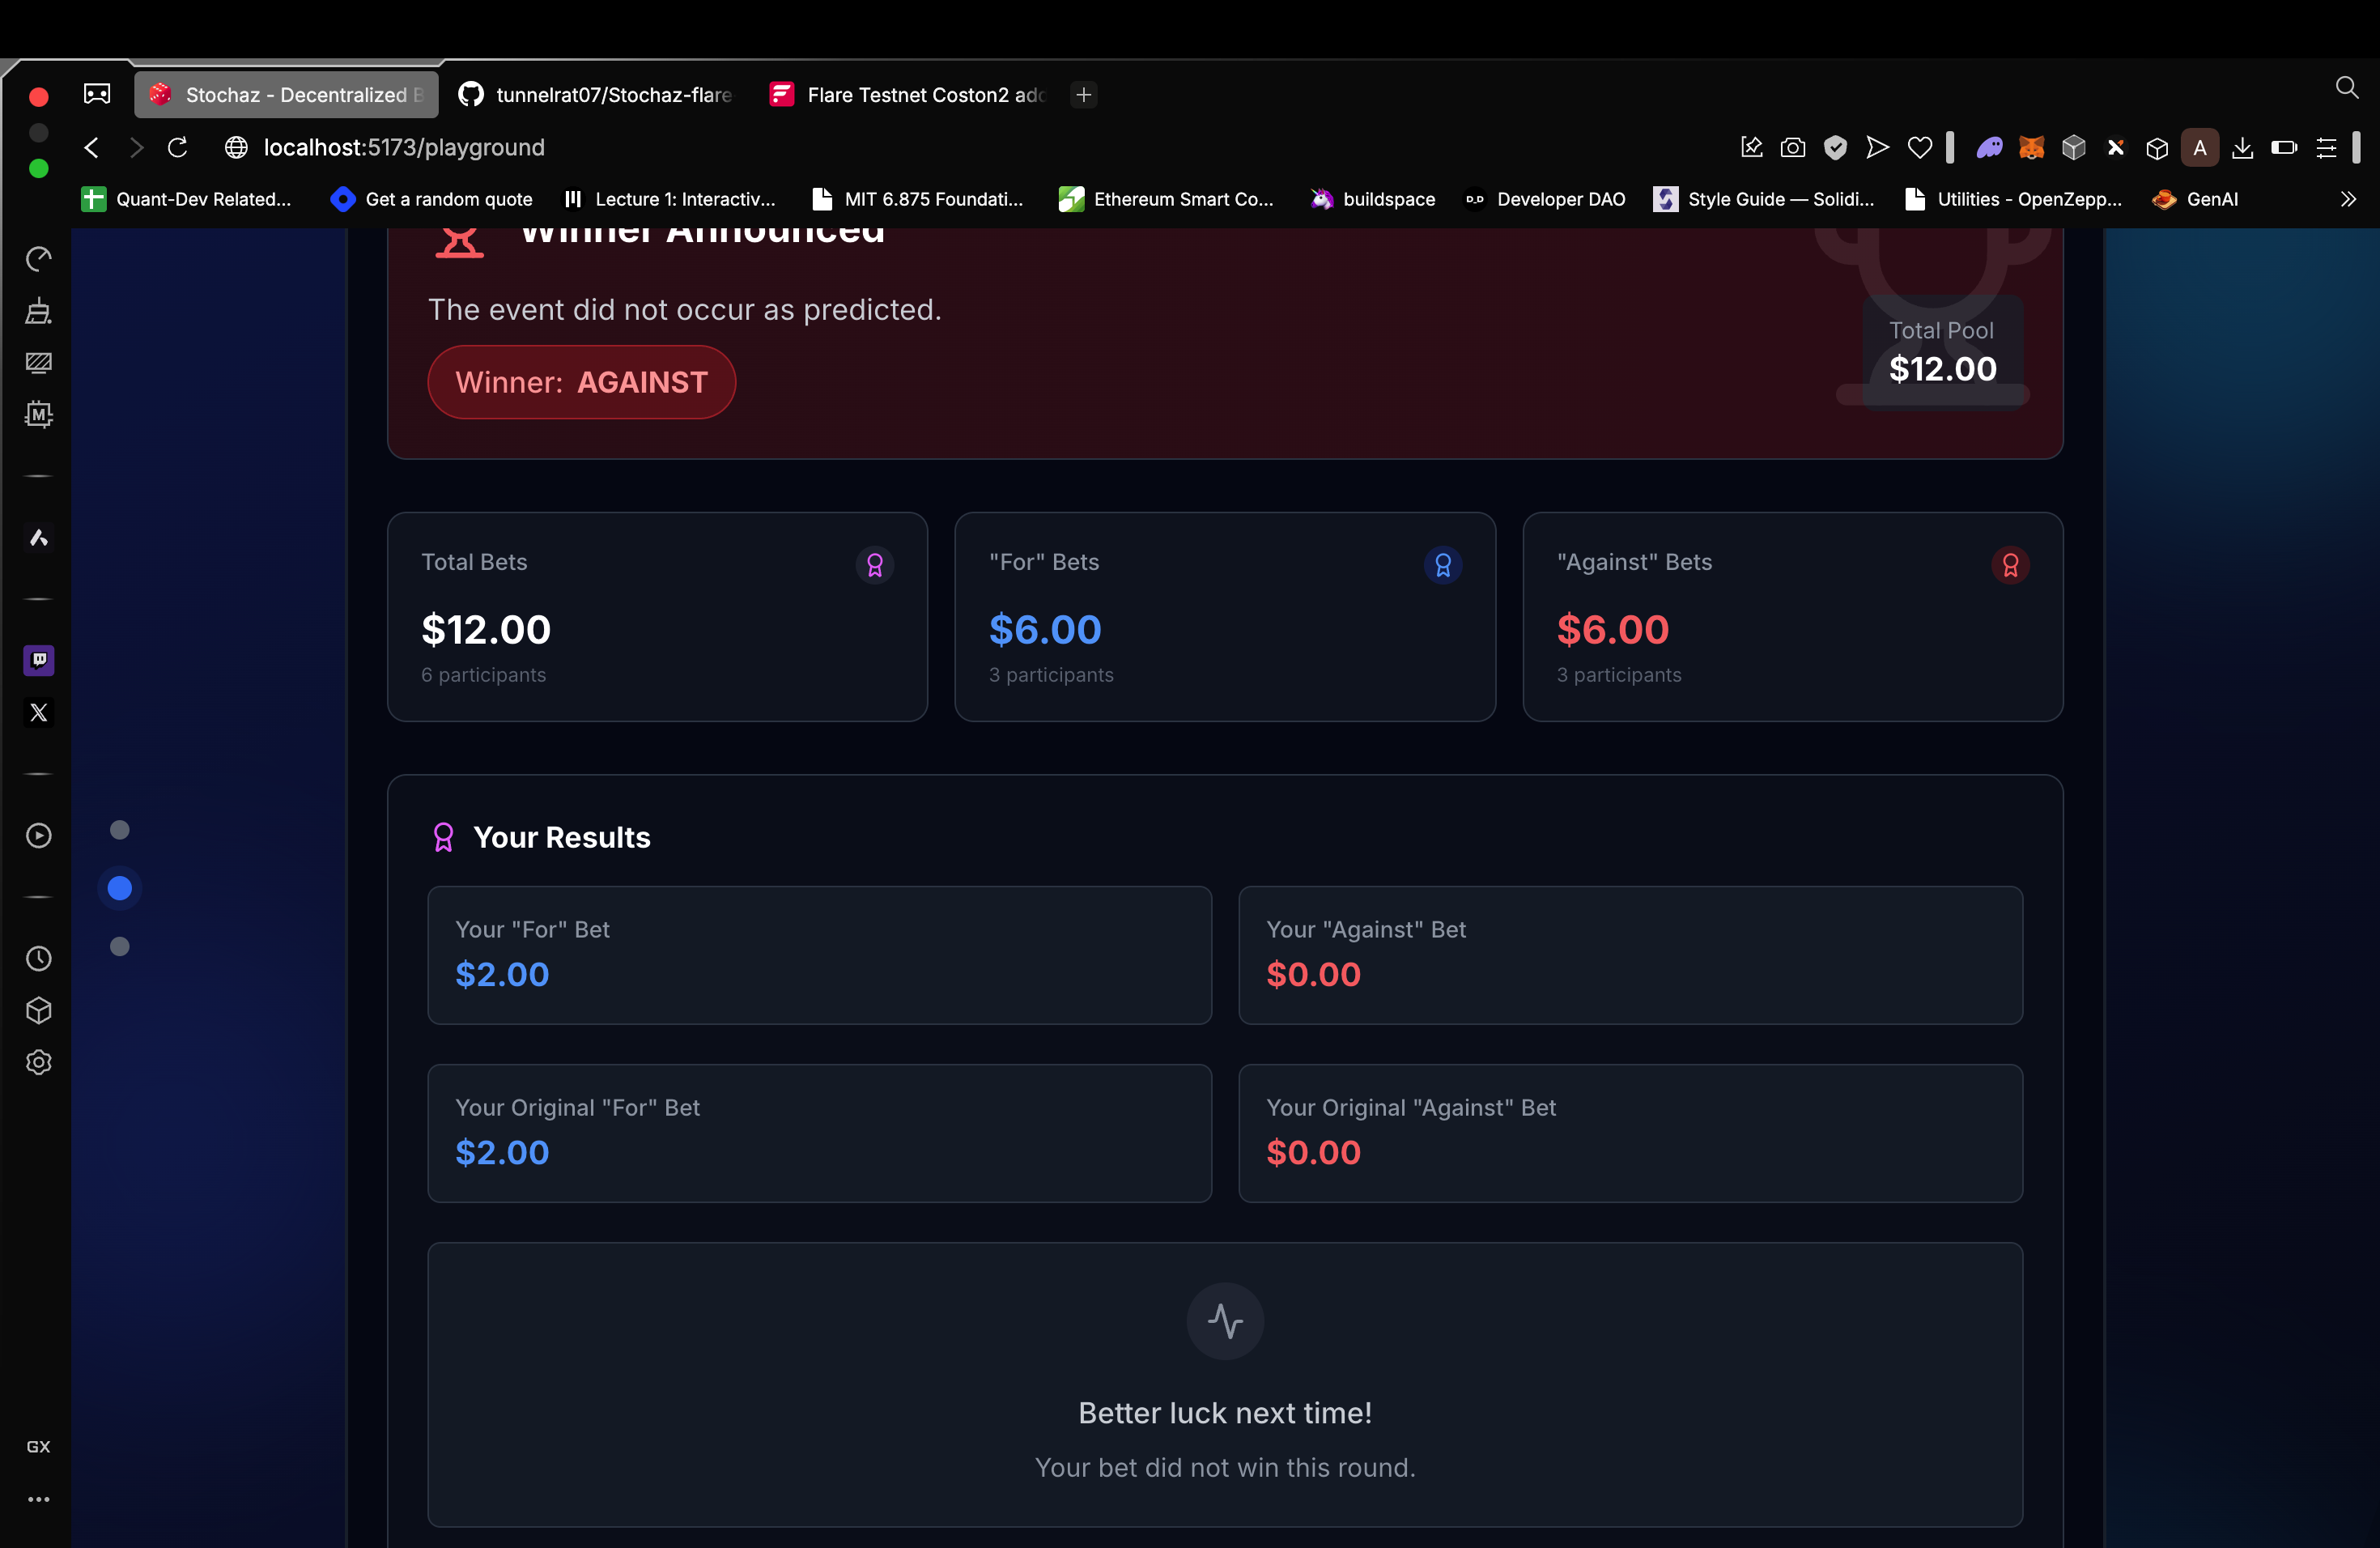 Stochaz - Decentralized B
tunnelrat07/Stochaz-flare
Flare Testnet Coston2 add
localhost:5173/playground
A
Quant-Dev Related...
Get a random quote
Lecture 1: Interactiv...
MIT 6.875 Foundati...
Ethereum Smart Co...
buildspace
D_D
Developer DAO
Style Guide — Solidi...
Utilities - OpenZepp...
GenAI
M
GX
Winner Announced
The event did not occur as predicted.
Winner: AGAINST
Total Pool
$12.00
Total Bets
$12.00
6 participants
"For" Bets
$6.00
3 participants
"Against" Bets
$6.00
3 participants
Your Results
Your "For" Bet
$2.00
Your "Against" Bet
$0.00
Your Original "For" Bet
$2.00
Your Original "Against" Bet
$0.00
Better luck next time!
Your bet did not win this round.